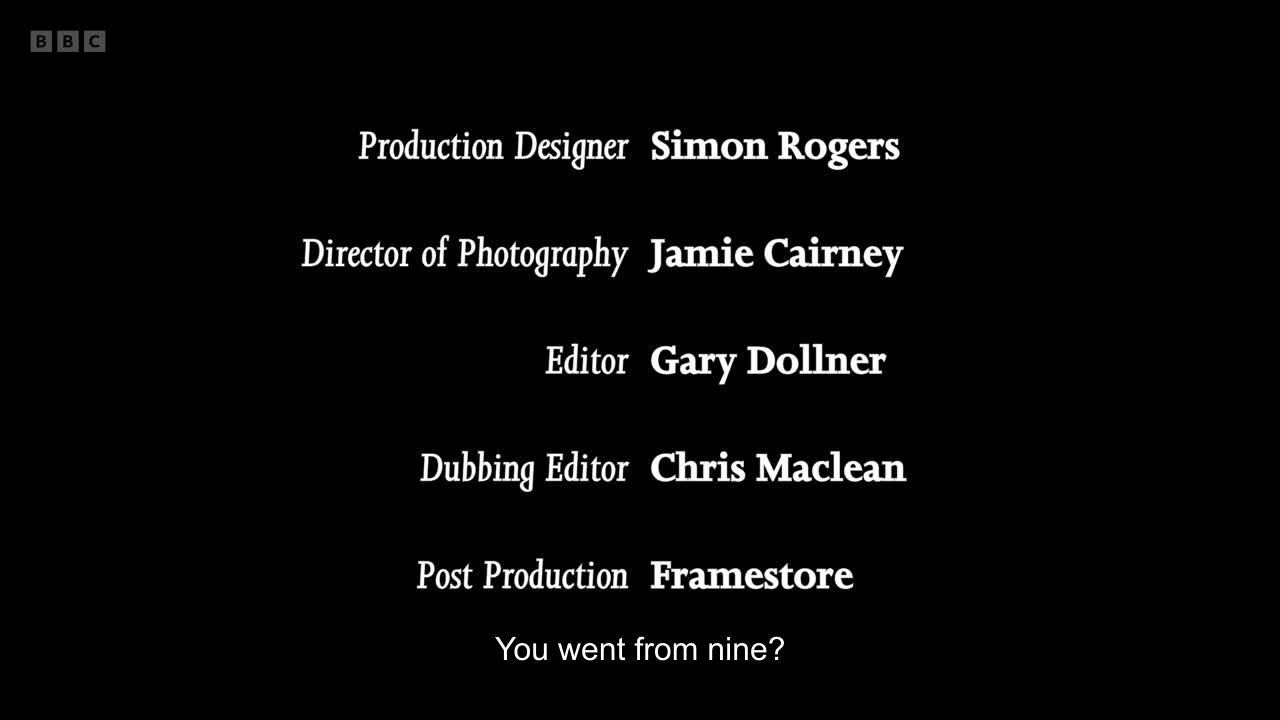 BBC
Production Designer Simon Rogers
Director of Photography Jamie Cairney
Editor Gary Dollner
Dubbing Editor Chris Maclean
Post Production Framestore
You went from nine?